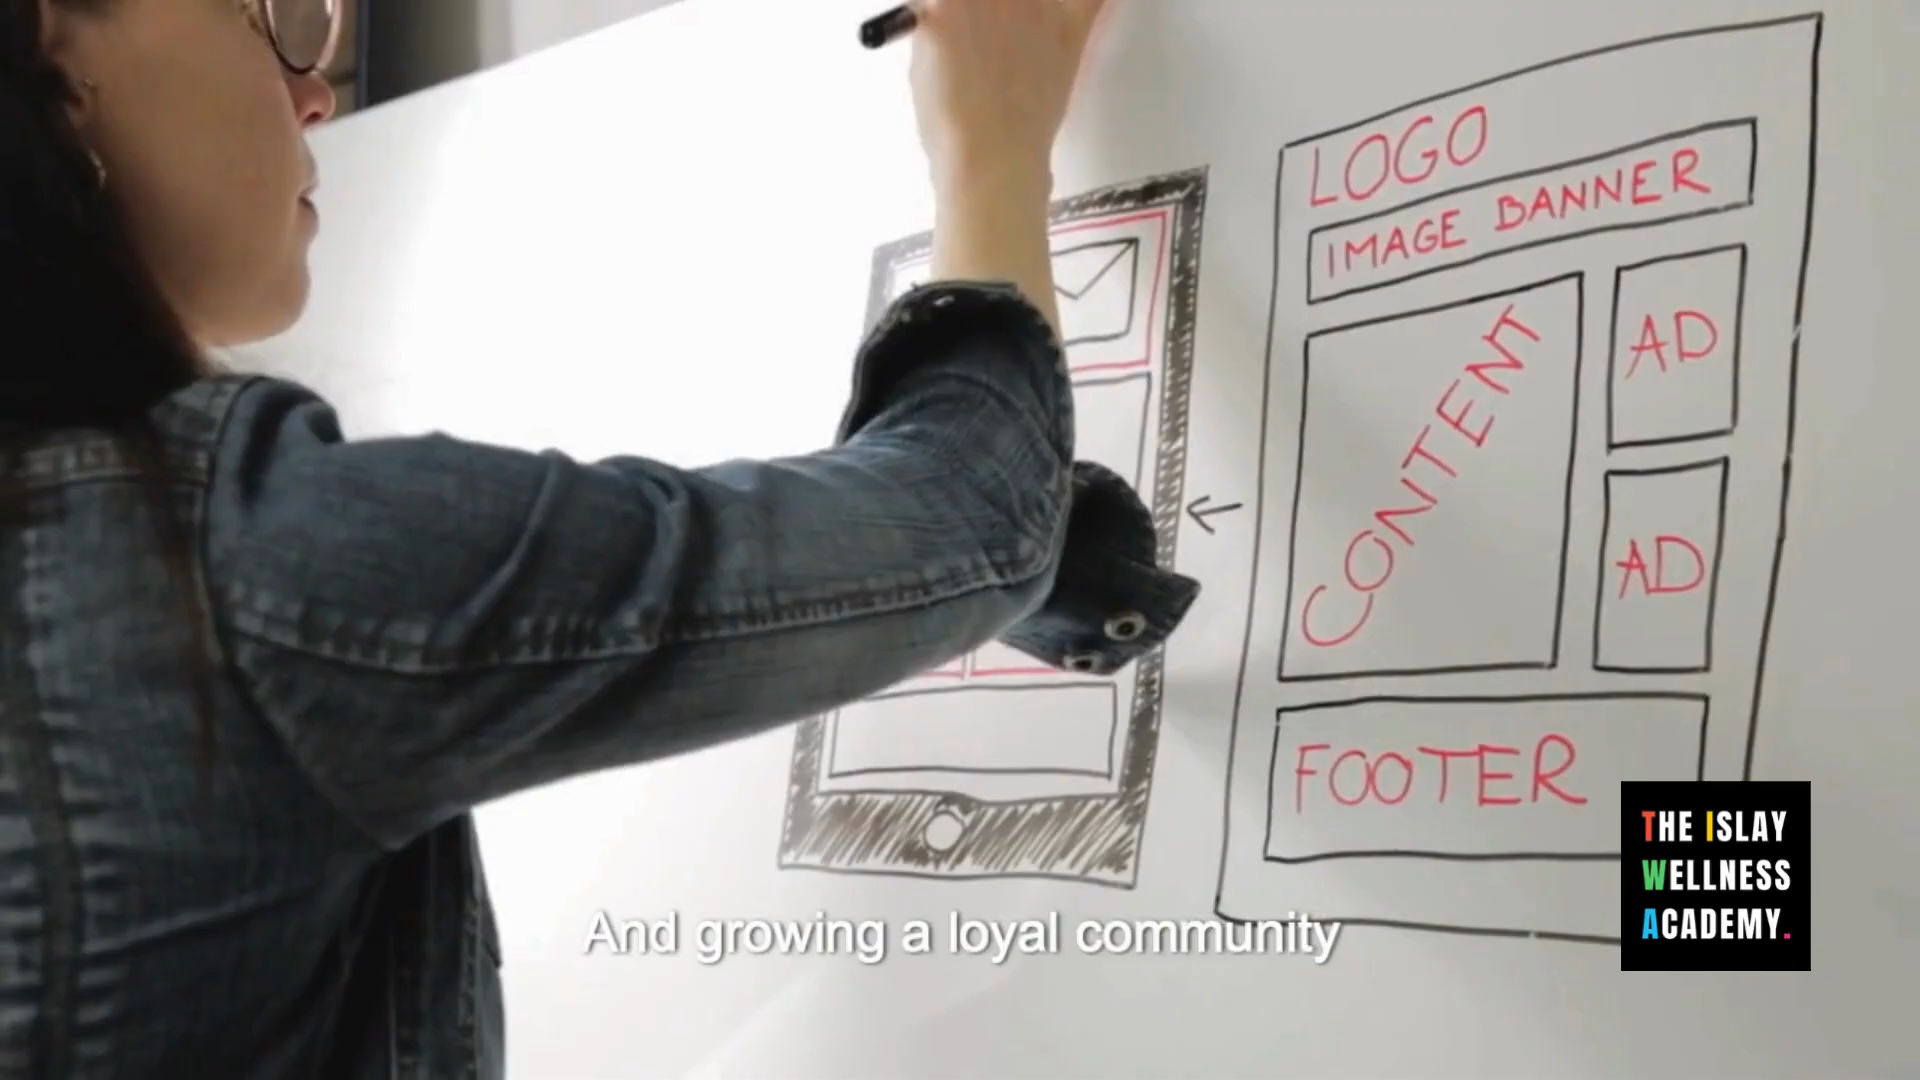 LOGO
IMAGE BANNER
CONTENT
AD
AD
FOOTER
THE ISLAY
WELLNESS
ACADEMY.
And growing a loyal community